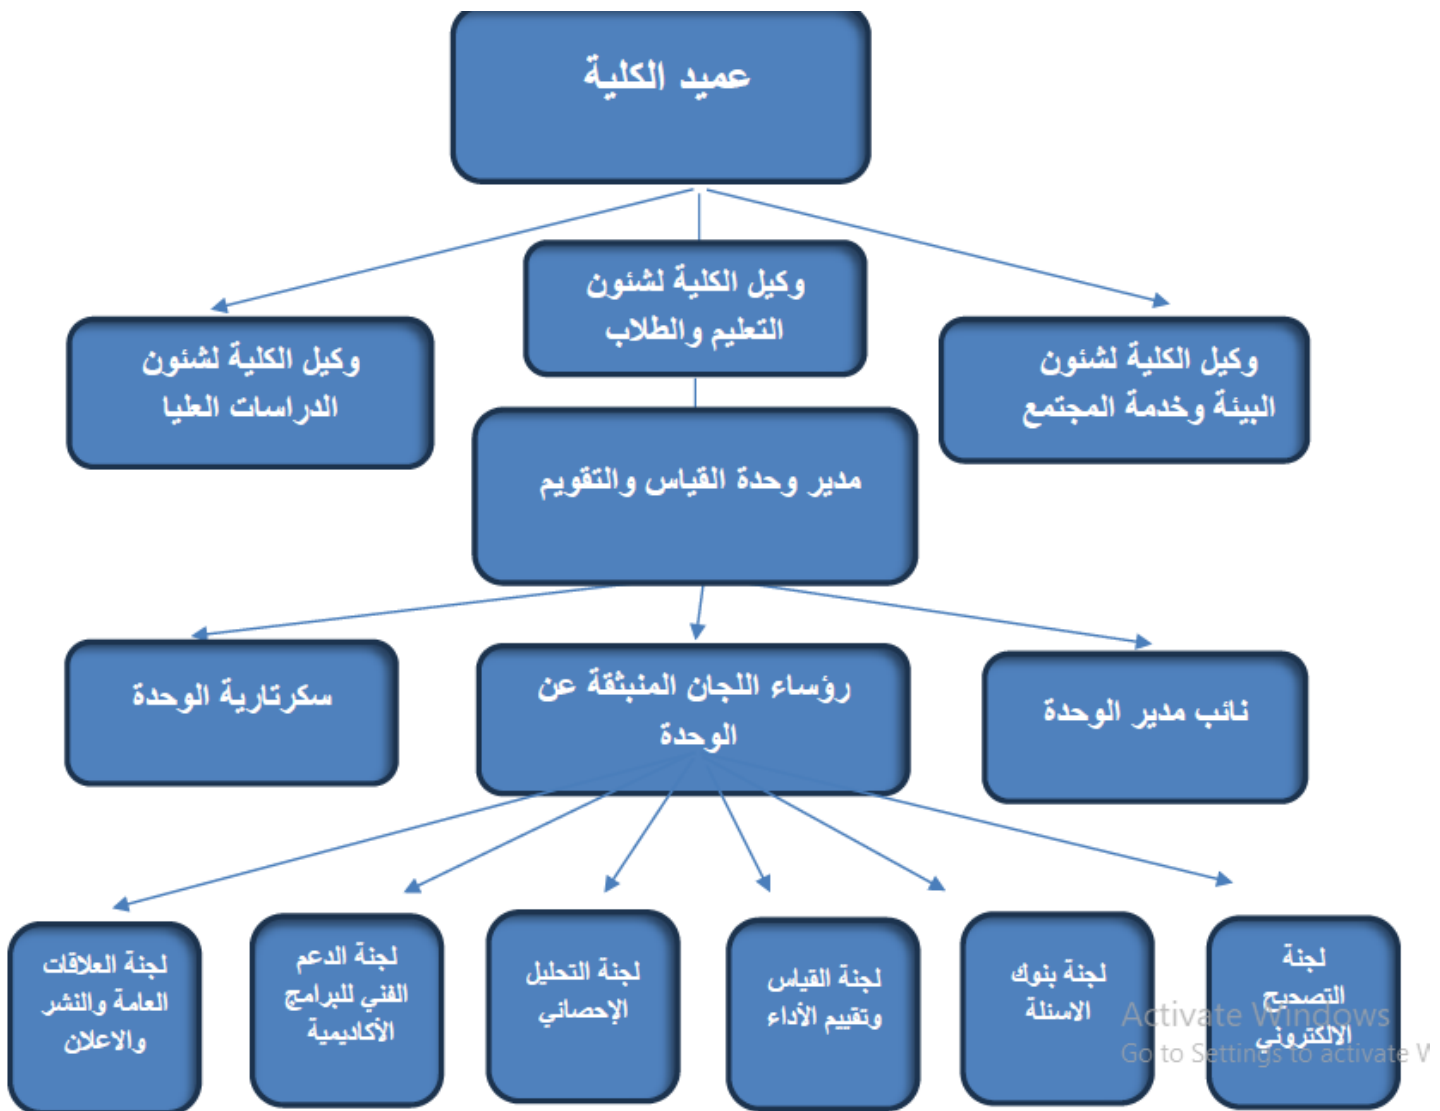 عميد الكلية
وكيل الكلية لشئون
البيئة وخدمة المجتمع
وكيل الكلية لشئون
التعليم والطلاب
وكيل الكلية لشئون
الدراسات العليا
مدير وحدة القياس والتقويم
نائب مدير الوحدة
رؤساء اللجان المنبثقة عن
الوحدة
سكرتارية الوحدة
لجنة
التصحيح
الالكتروني
لجنة بنوك
الاسئلة
لجنة القياس
وتقييم الأداء
لجنة التحليل
الإحصائي
لجنة الدعم
الفني للبرامج
الأكاديمية
لجنة العلاقات
العامة والنشر
والاعلان
Activate Windows
Go to Settings to activate W